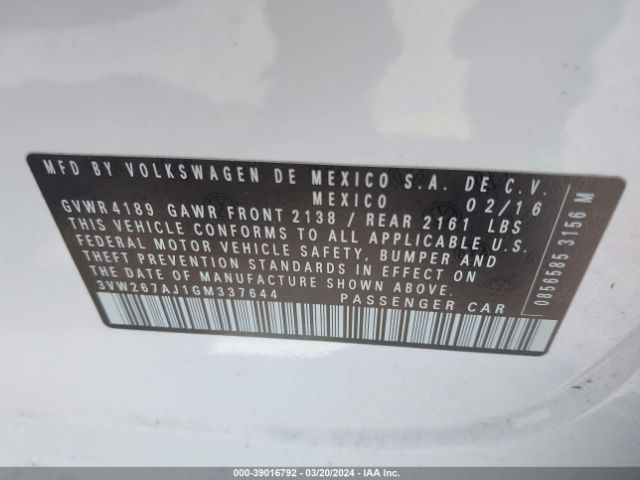 MFD BY VOLKSWAGEN DE MEXICO S.A. DE C.V.
MEXICO 02/16
GVWR 4189 GAWR FRONT 2138 / REAR 2161 LBS
THIS VEHICLE CONFORMS TO ALL APPLICABLE U.S.
FEDERAL MOTOR VEHICLE SAFETY, BUMPER AND
THEFT PREVENTION STANDARDS IN EFFECT ON
THE DATE OF MANUFACTURE SHOWN ABOVE.
3VW267AJ1GM337644 PASSENGER CAR
0856585 3156 M
000-39016792 — 03/20/2024 — IAA Inc.